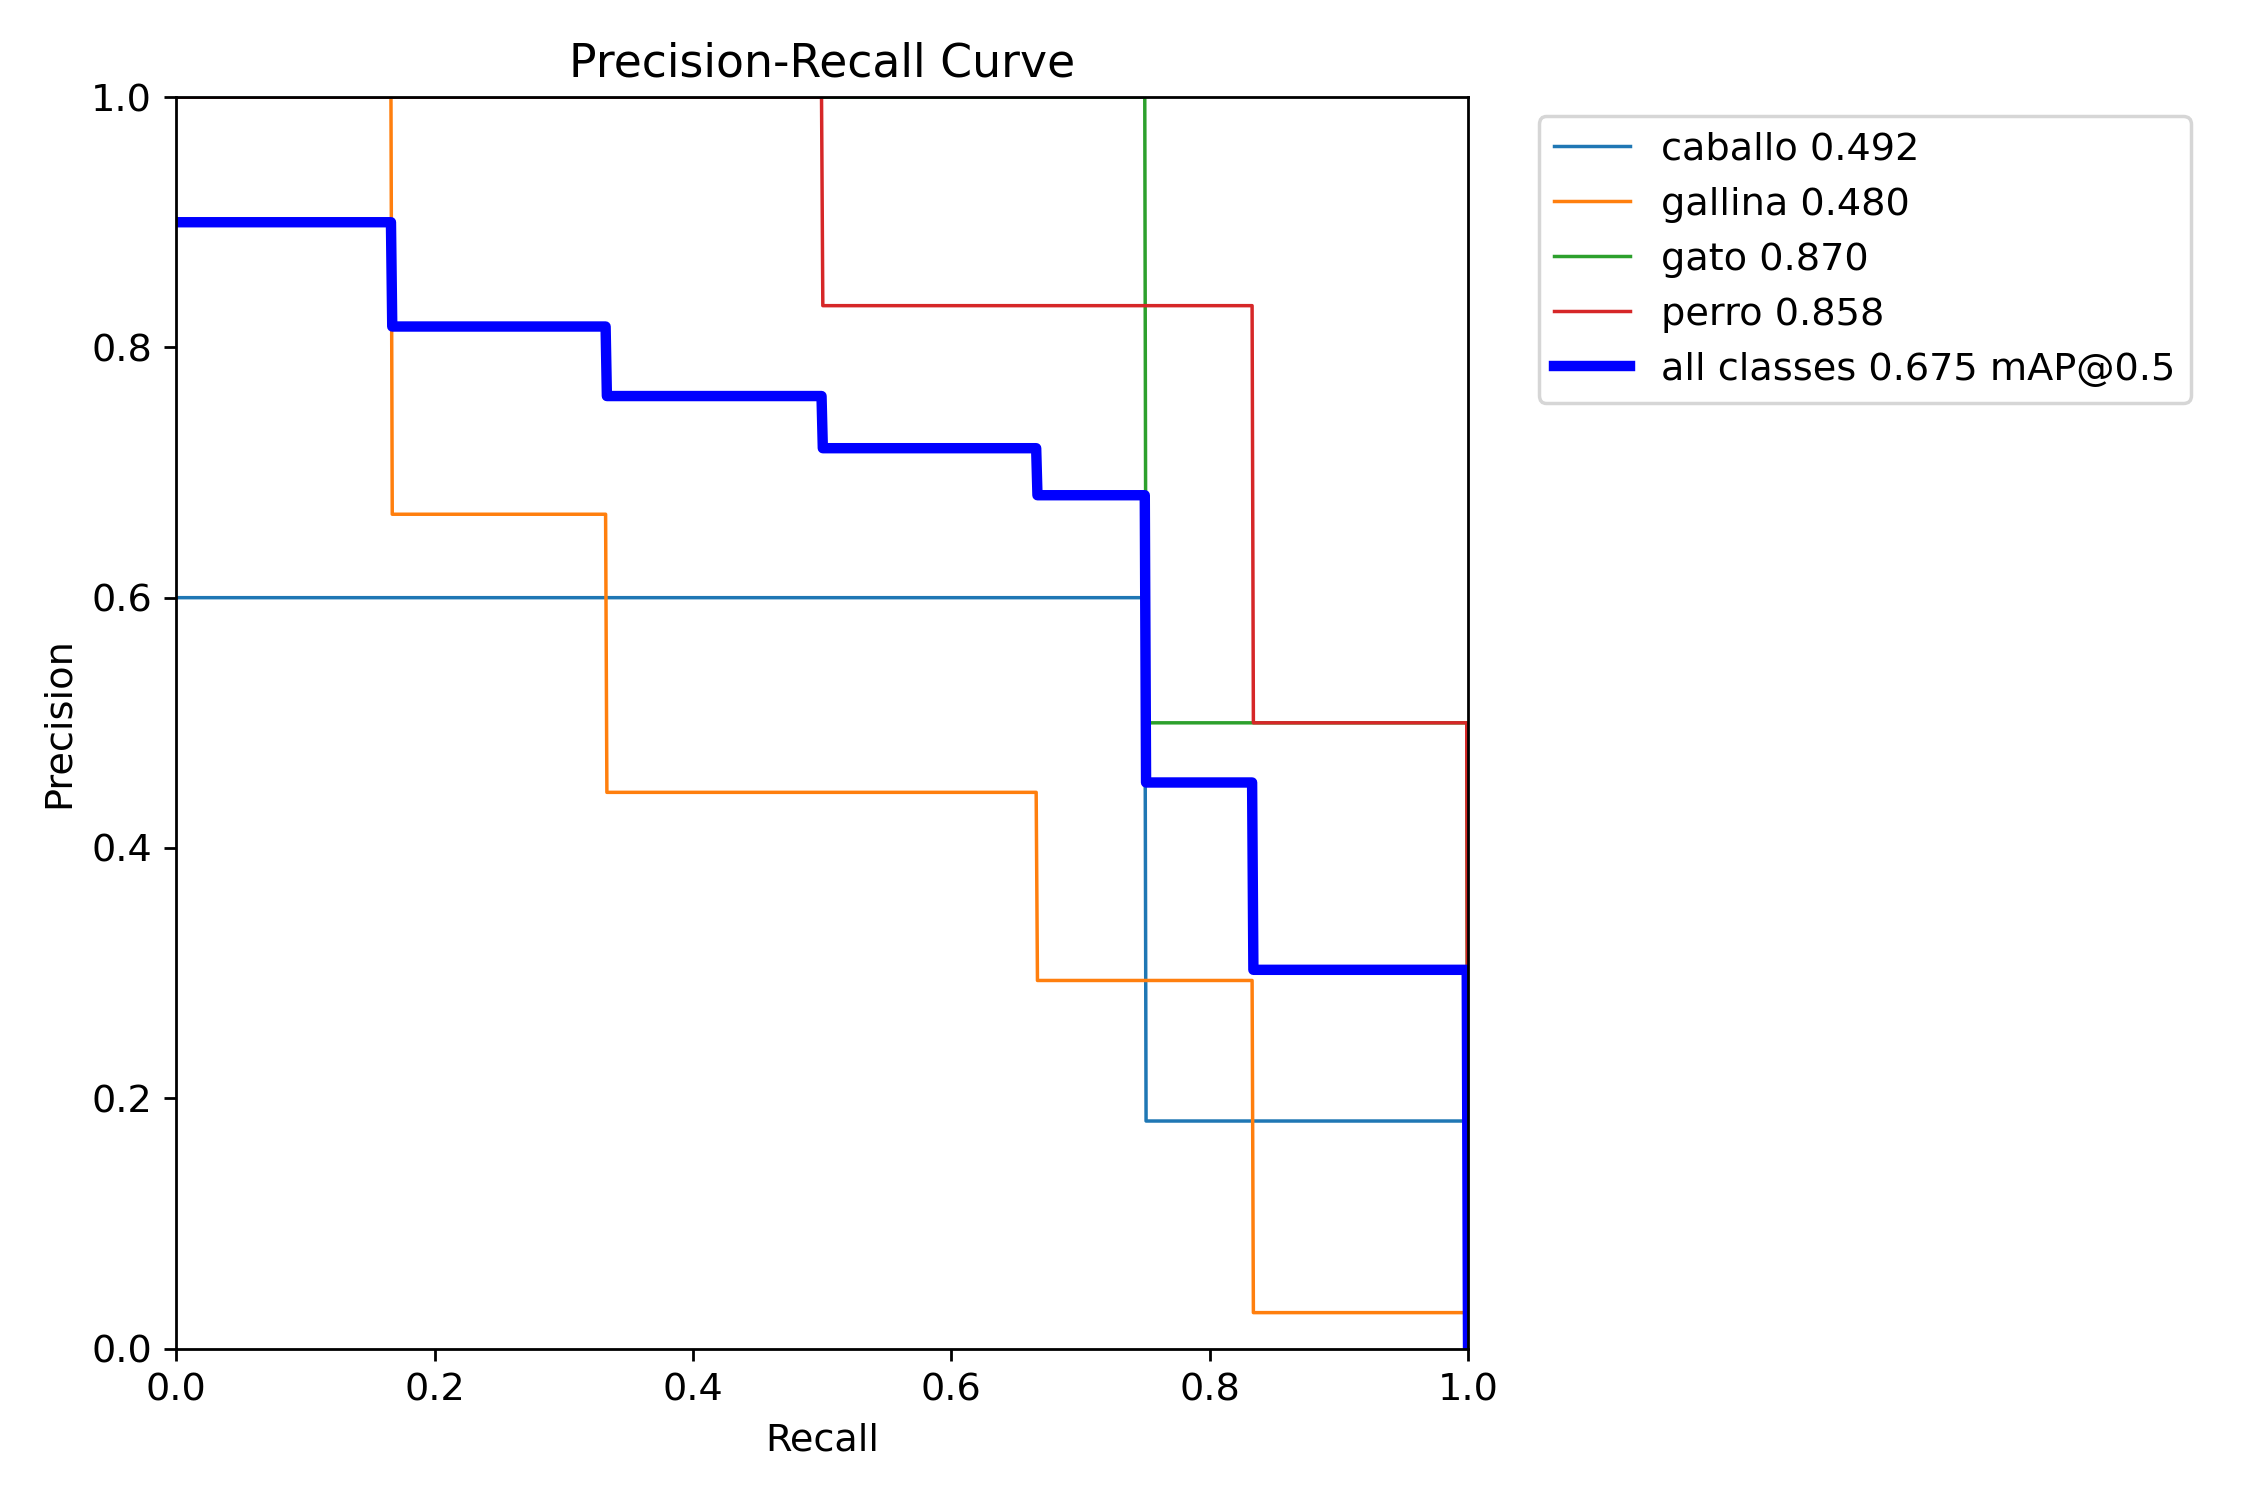 Precision-Recall Curve
1.0
0.8
0.6
0.4
0.2
0.0
Precision
0.0 0.2 0.4 0.6 0.8 1.0
Recall
caballo 0.492
gallina 0.480
gato 0.870
perro 0.858
all classes 0.675 mAP@0.5